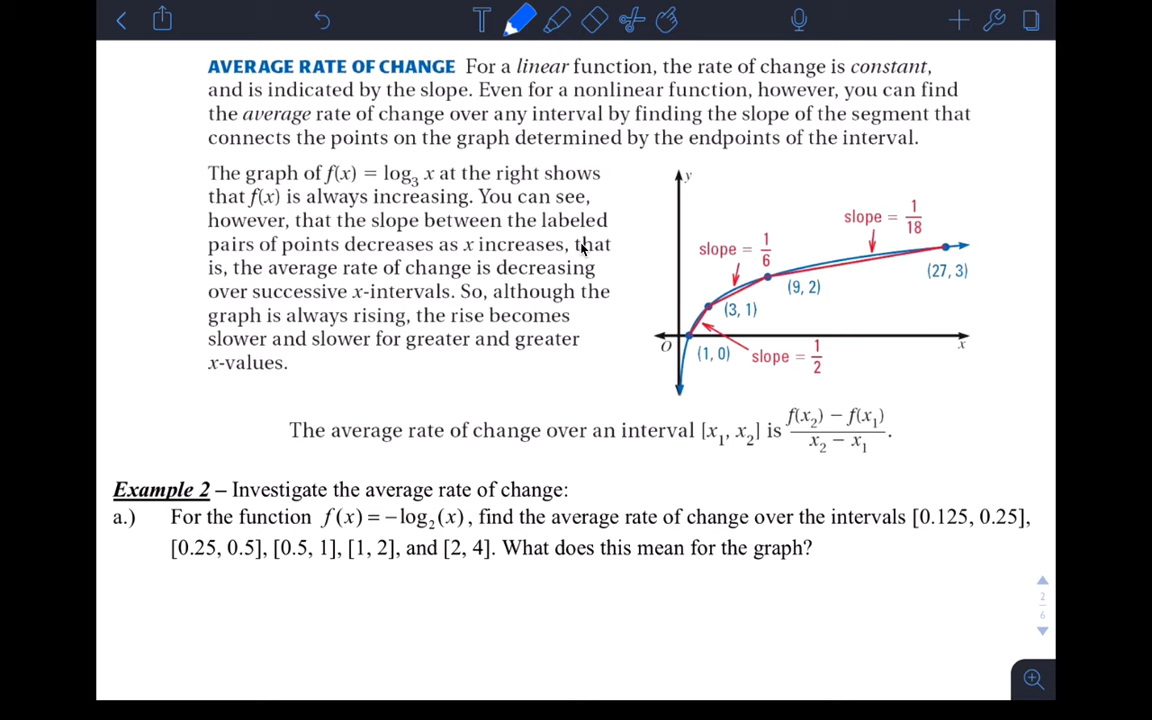 T
AVERAGE RATE OF CHANGE For a linear function, the rate of change is constant,
and is indicated by the slope. Even for a nonlinear function, however, you can find
the average rate of change over any interval by finding the slope of the segment that
connects the points on the graph determined by the endpoints of the interval.
The graph of f(x) = log₃ x at the right shows
that f(x) is always increasing. You can see,
however, that the slope between the labeled
pairs of points decreases as x increases, that
is, the average rate of change is decreasing
over successive x-intervals. So, although the
graph is always rising, the rise becomes
slower and slower for greater and greater
x-values.
y
slope = 1/18
slope = 1/6
(27, 3)
(9, 2)
(3, 1)
O
x
(1, 0)
slope = 1/2
The average rate of change over an interval [x₁, x₂] is f(x₂) − f(x₁) / x₂ − x₁.
Example 2 – Investigate the average rate of change:
a.) For the function f(x) = −log₂(x), find the average rate of change over the intervals [0.125, 0.25],
[0.25, 0.5], [0.5, 1], [1, 2], and [2, 4]. What does this mean for the graph?
2
6